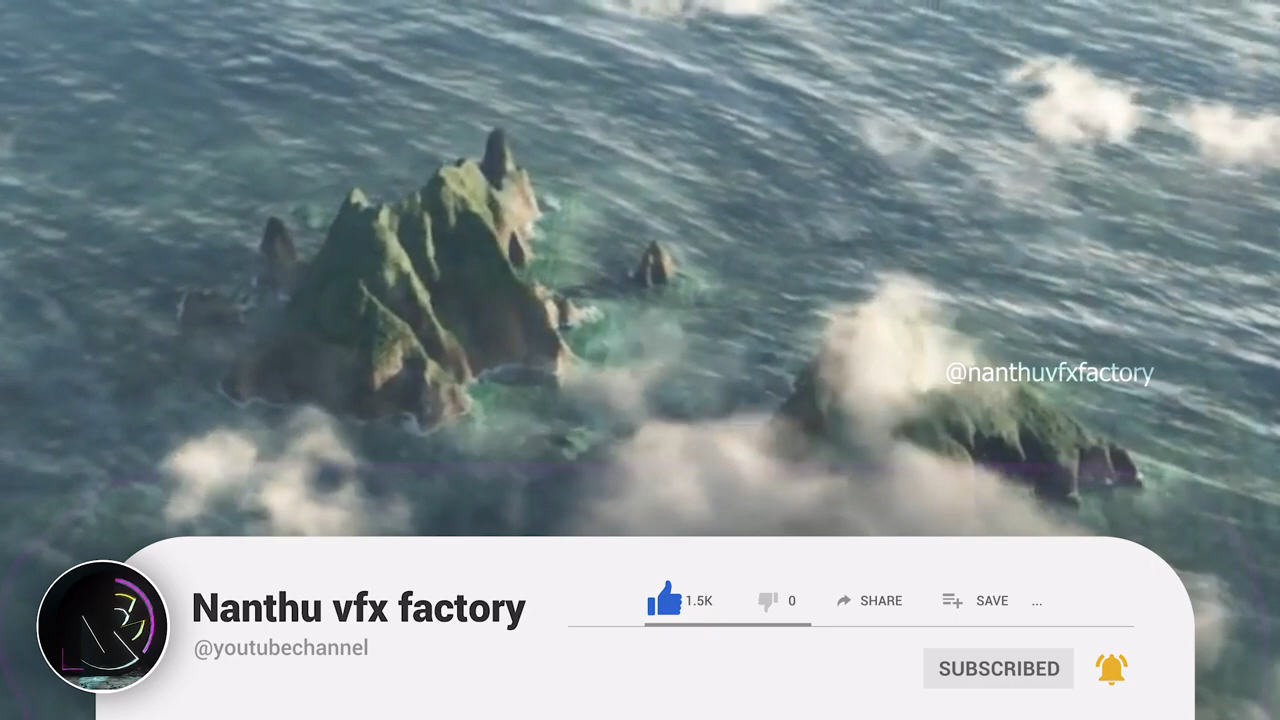 @nanthuvfxfactory
Nanthu vfx factory
1.5K 0 SHARE SAVE ...
@youtubechannel
SUBSCRIBED